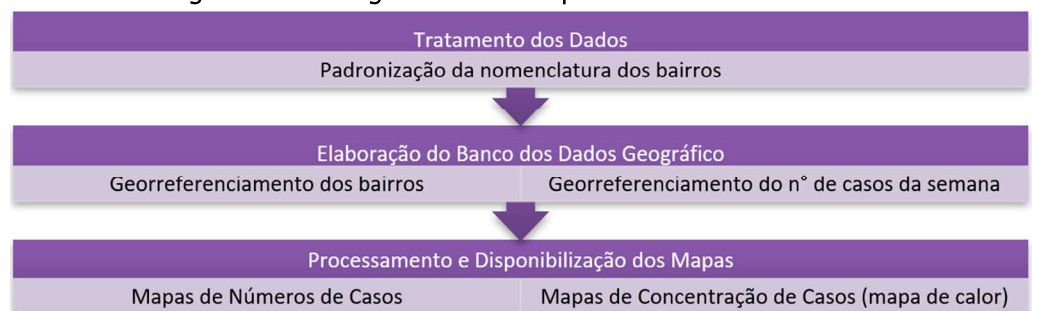 Tratamento dos Dados
Padronização da nomenclatura dos bairros
Elaboração do Banco dos Dados Geográfico
Georreferenciamento dos bairros
Georreferenciamento do n° de casos da semana
Processamento e Disponibilização dos Mapas
Mapas de Números de Casos
Mapas de Concentração de Casos (mapa de calor)